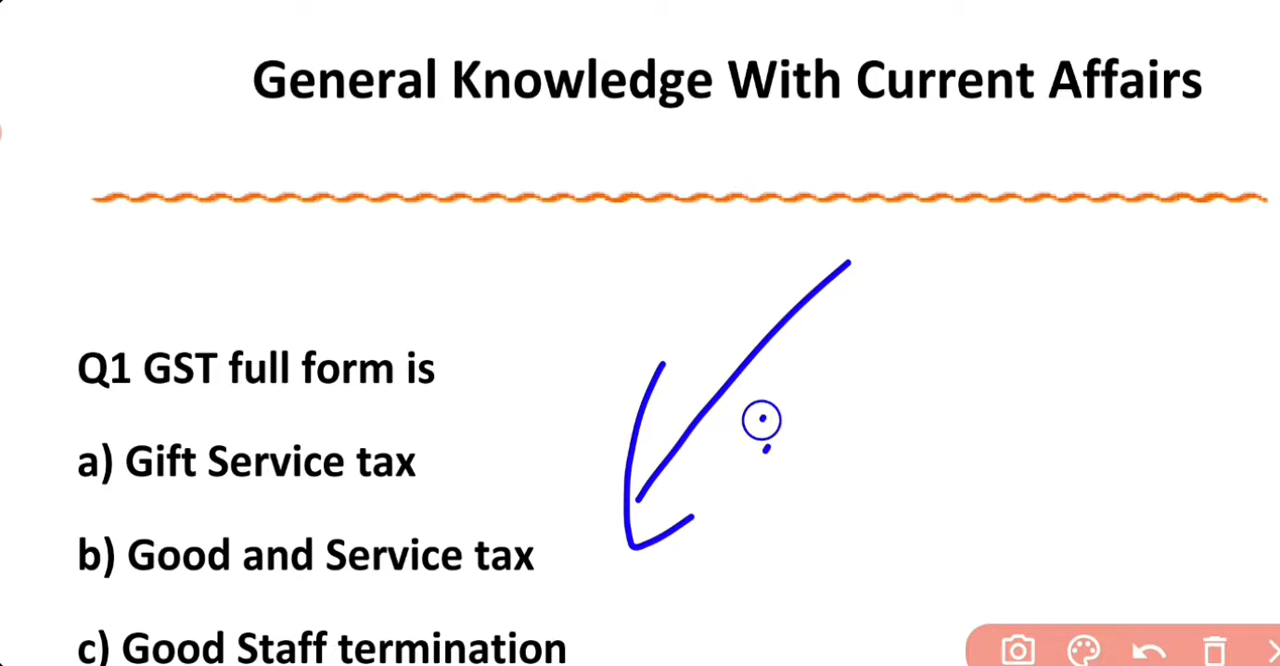 General Knowledge With Current Affairs
Q1 GST full form is
a) Gift Service tax
b) Good and Service tax
c) Good Staff termination